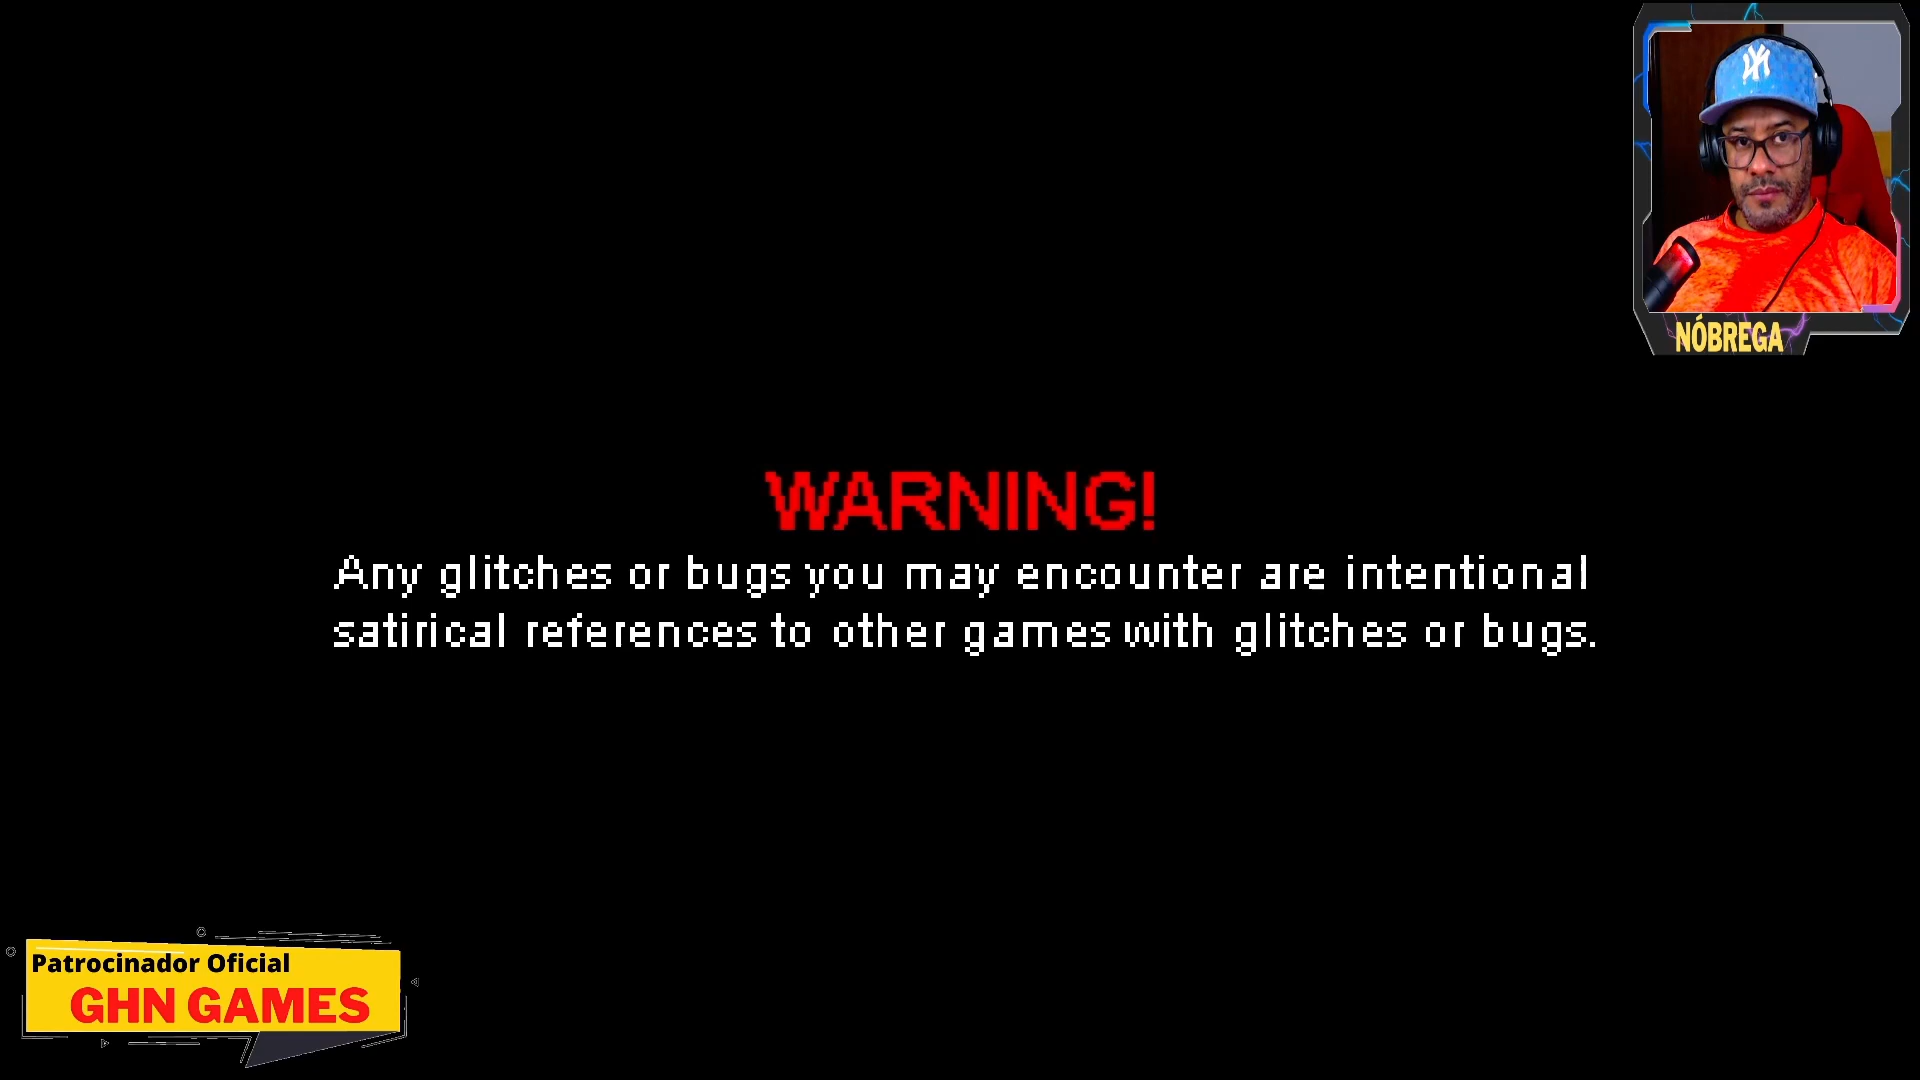 NÓBREGA
WARNING!
Any glitches or bugs you may encounter are intentional
satirical references to other games with glitches or bugs.
Patrocinador Oficial
GHN GAMES